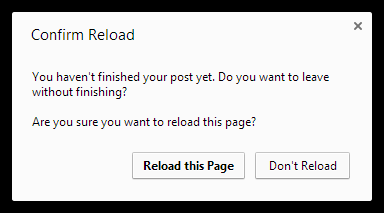 Confirm Reload
You haven't finished your post yet. Do you want to leave
without finishing?
Are you sure you want to reload this page?
Reload this Page
Don't Reload